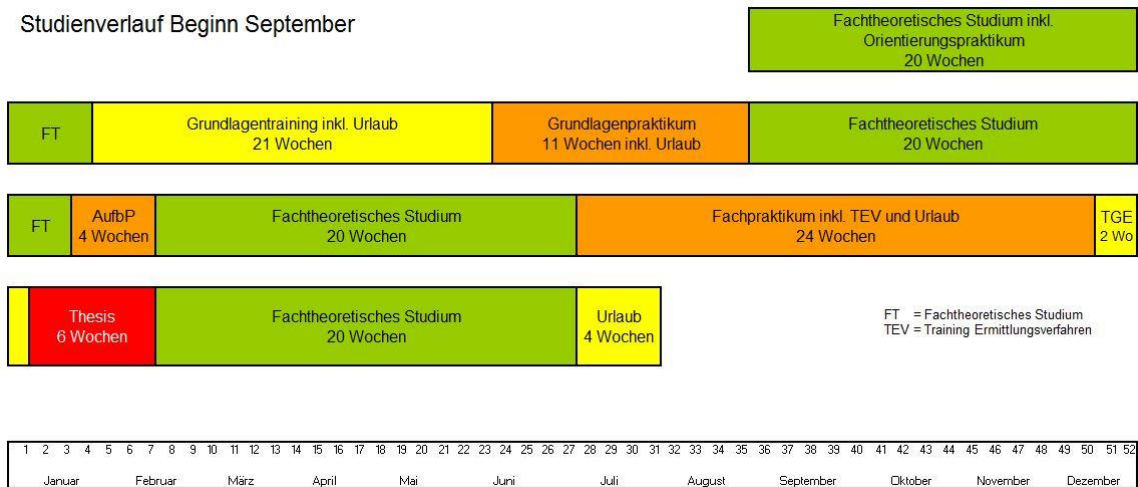 Studienverlauf Beginn September
Fachtheoretisches Studium inkl.
Orientierungspraktikum
20 Wochen
FT
Grundlagentraining inkl. Urlaub
21 Wochen
Grundlagenpraktikum
11 Wochen inkl. Urlaub
Fachtheoretisches Studium
20 Wochen
FT
AufbP
4 Wochen
Fachtheoretisches Studium
20 Wochen
Fachpraktikum inkl. TEV und Urlaub
24 Wochen
TGE
2 Wo
Thesis
6 Wochen
Fachtheoretisches Studium
20 Wochen
Urlaub
4 Wochen
FT = Fachtheoretisches Studium
TEV = Training Ermittlungsverfahren
1 2 3 4 5 6 7 8 9 10 11 12 13 14 15 16 17 18 19 20 21 22 23 24 25 26 27 28 29 30 31 32 33 34 35 36 37 38 39 40 41 42 43 44 45 46 47 48 49 50 51 52
Januar Februar März April Mai Juni Juli August September Oktober November Dezember